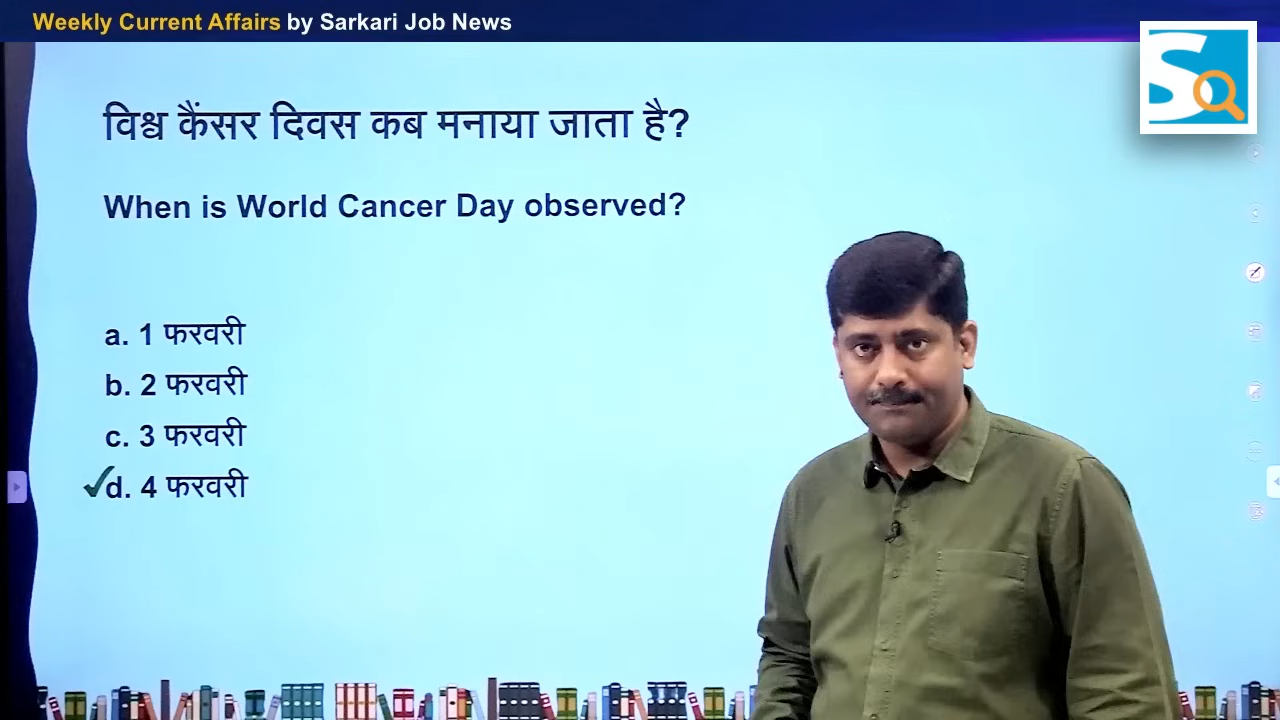 Weekly Current Affairs by Sarkari Job News
विश्व कैंसर दिवस कब मनाया जाता है?
When is World Cancer Day observed?
a. 1 फरवरी
b. 2 फरवरी
c. 3 फरवरी
d. 4 फरवरी